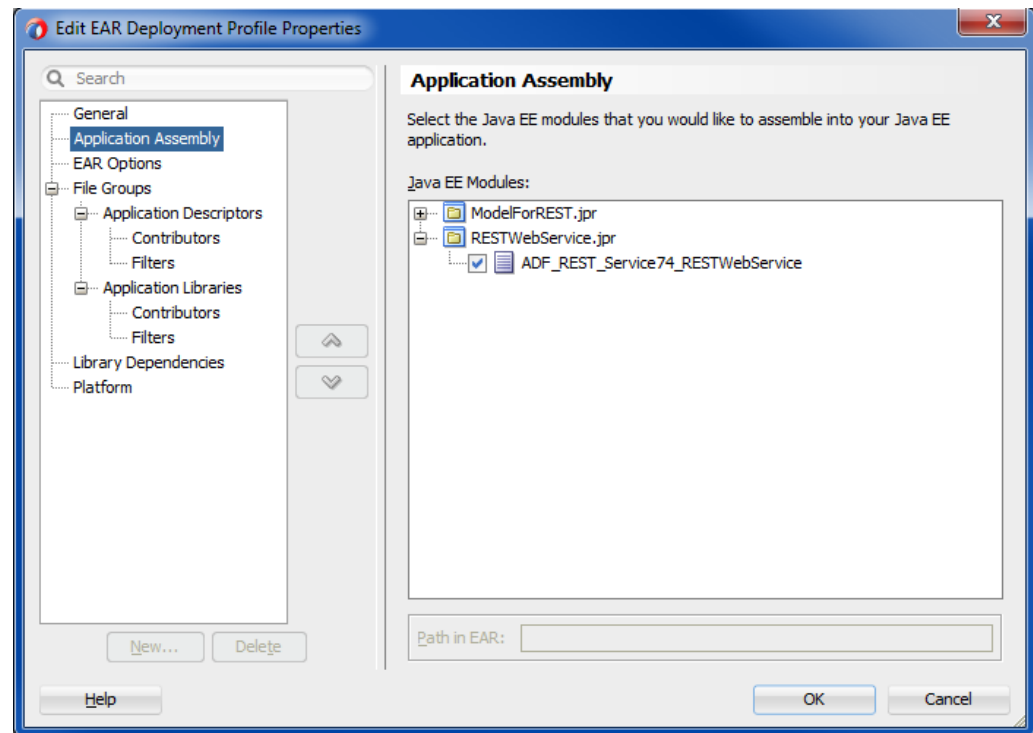 Edit EAR Deployment Profile Properties
X
Search
General
Application Assembly
EAR Options
File Groups
Application Descriptors
Contributors
Filters
Application Libraries
Contributors
Filters
Library Dependencies
Platform
New...
Delete
Application Assembly
Select the Java EE modules that you would like to assemble into your Java EE
application.
Java EE Modules:
ModelForREST.jpr
RESTWebService.jpr
ADF_REST_Service74_RESTWebService
Path in EAR:
Help
OK
Cancel